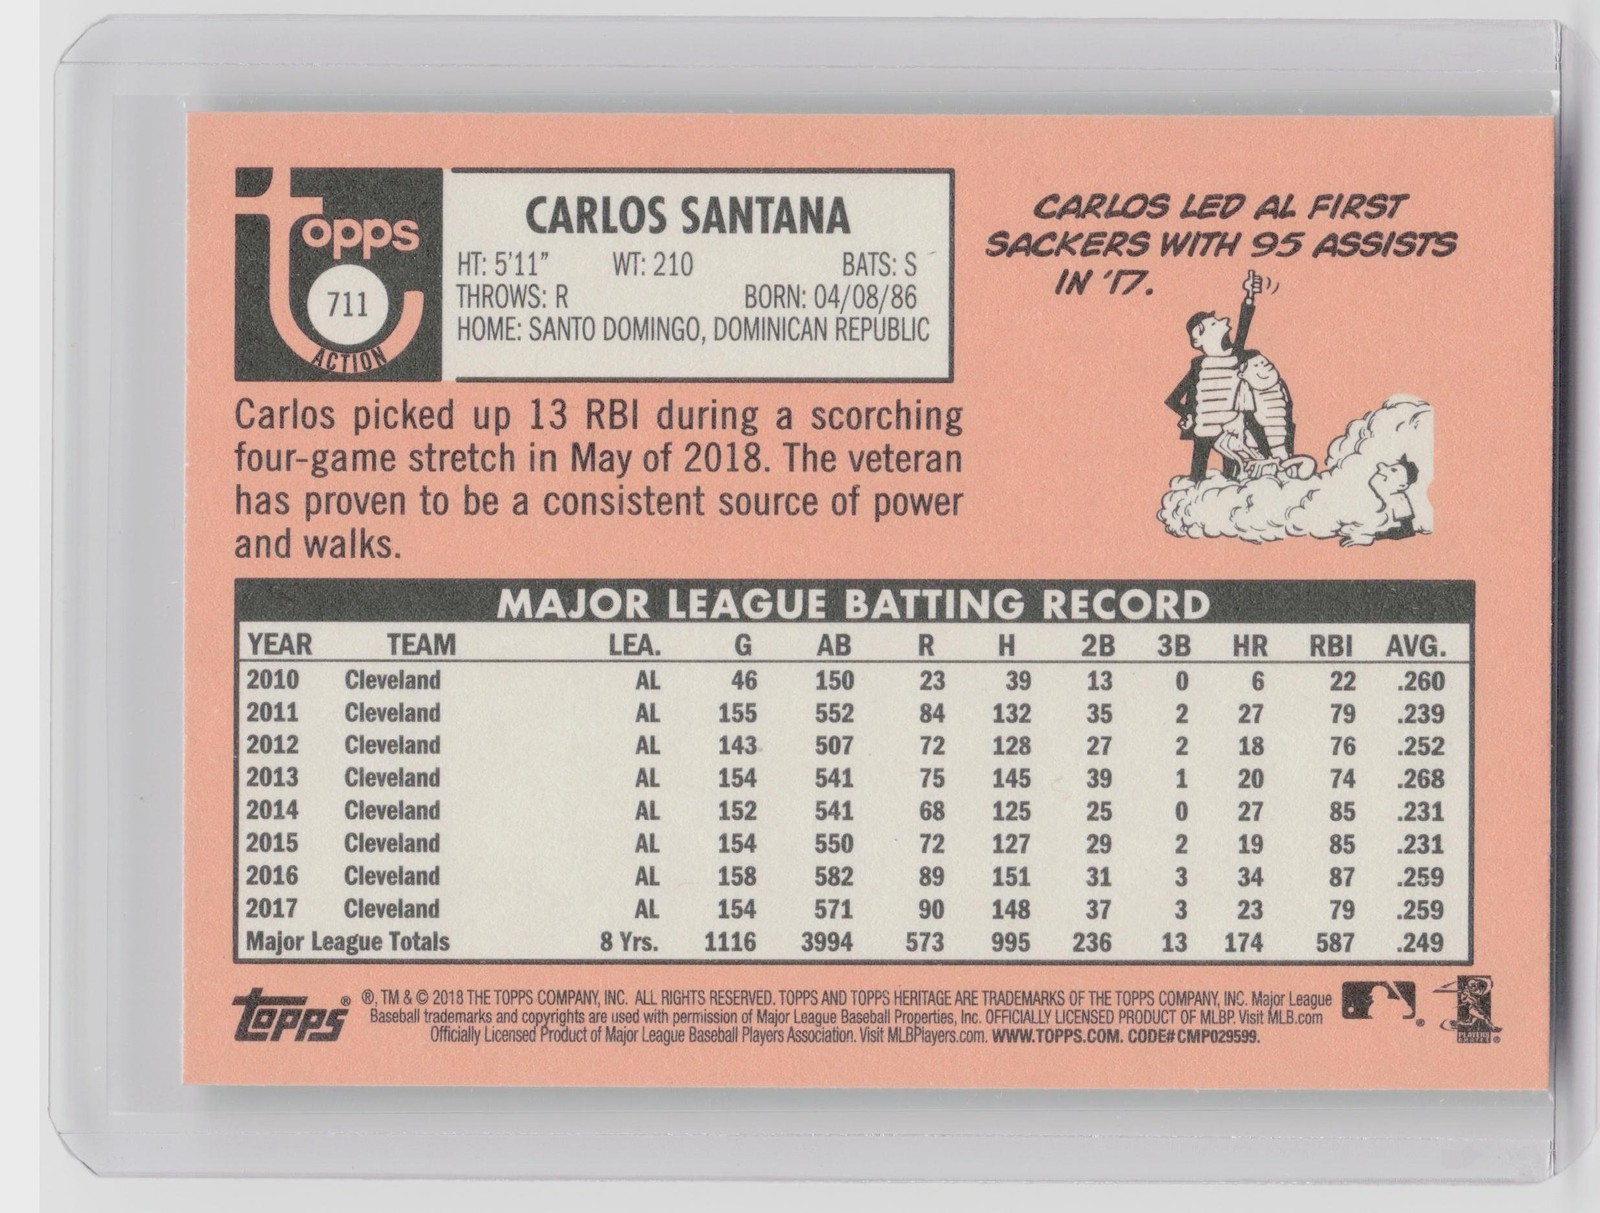 Topps
711
ACTION
CARLOS SANTANA
HT: 5'11" WT: 210 BATS: S
THROWS: R BORN: 04/08/86
HOME: SANTO DOMINGO, DOMINICAN REPUBLIC
CARLOS LED AL FIRST
SACKERS WITH 95 ASSISTS
IN '17.
Carlos picked up 13 RBI during a scorching
four-game stretch in May of 2018. The veteran
has proven to be a consistent source of power
and walks.
MAJOR LEAGUE BATTING RECORD
YEAR TEAM LEA. G AB R H 2B 3B HR RBI AVG.
2010 Cleveland AL 46 150 23 39 13 0 6 22 .260
2011 Cleveland AL 155 552 84 132 35 2 27 79 .239
2012 Cleveland AL 143 507 72 128 27 2 18 76 .252
2013 Cleveland AL 154 541 75 145 39 1 20 74 .268
2014 Cleveland AL 152 541 68 125 25 0 27 85 .231
2015 Cleveland AL 154 550 72 127 29 2 19 85 .231
2016 Cleveland AL 158 582 89 151 31 3 34 87 .259
2017 Cleveland AL 154 571 90 148 37 3 23 79 .259
Major League Totals 8 Yrs. 1116 3994 573 995 236 13 174 587 .249
topps® ®, TM & © 2018 THE TOPPS COMPANY, INC. ALL RIGHTS RESERVED. TOPPS AND TOPPS HERITAGE ARE TRADEMARKS OF THE TOPPS COMPANY, INC. Major League
Baseball trademarks and copyrights are used with permission of Major League Baseball Properties, Inc. OFFICIALLY LICENSED PRODUCT OF MLBP. Visit MLB.com
Officially Licensed Product of Major League Baseball Players Association. Visit MLBPlayers.com. WWW.TOPPS.COM. CODE# CMP029599.